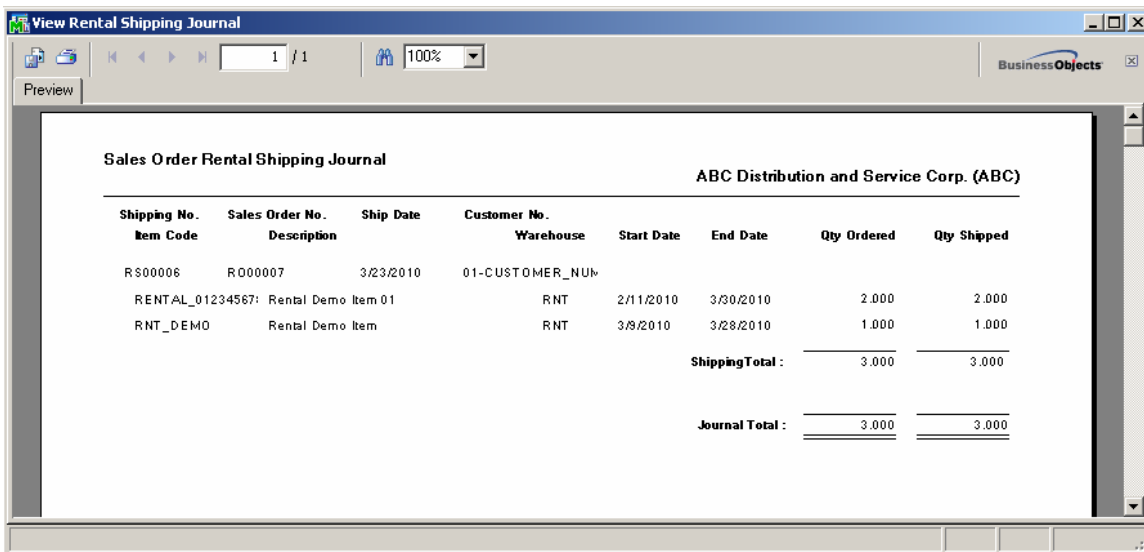 View Rental Shipping Journal
1 / 1 100% BusinessObjects
Preview
Sales Order Rental Shipping Journal
ABC Distribution and Service Corp. (ABC)
Shipping No. Sales Order No. Ship Date Customer No.
Item Code Description Warehouse Start Date End Date Qty Ordered Qty Shipped
RS00006 RO00007 3/23/2010 01-CUSTOMER_NUM
RENTAL_01234567 Rental Demo Item 01 RNT 2/11/2010 3/30/2010 2.000 2.000
RNT_DEMO Rental Demo Item RNT 3/9/2010 3/28/2010 1.000 1.000
Shipping Total : 3.000 3.000
Journal Total : 3.000 3.000